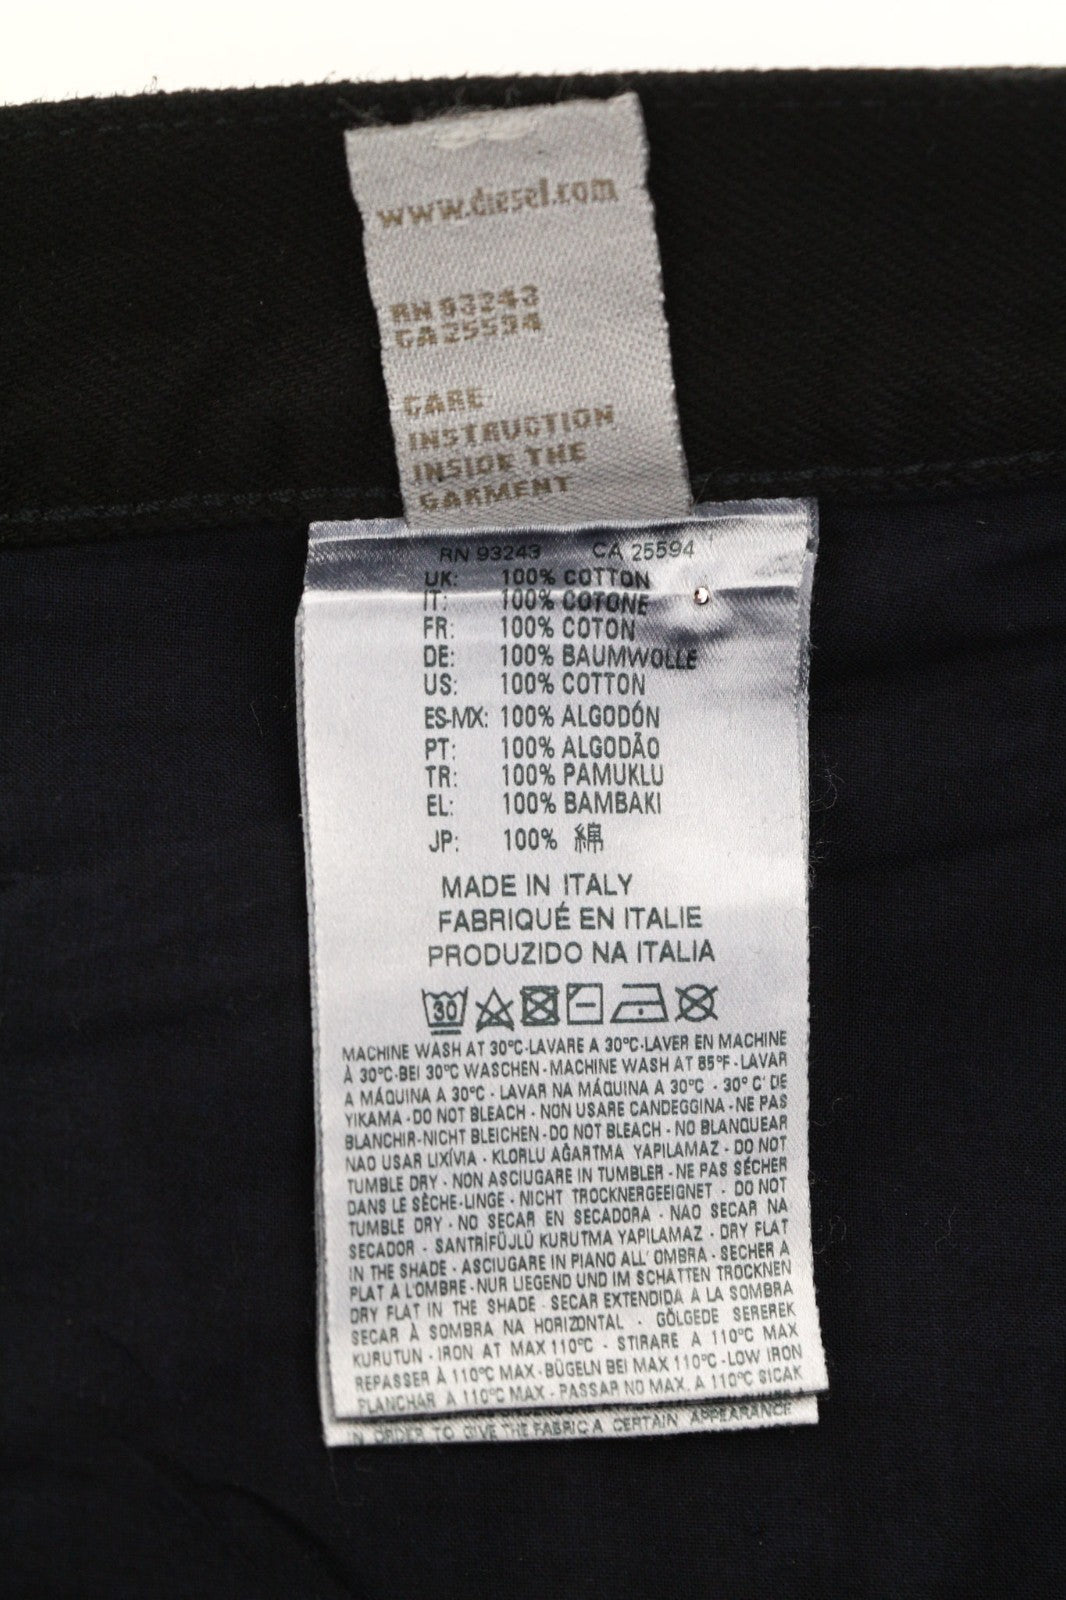 www.diesel.com
RN 93243
CA 25594
CARE
INSTRUCTION
INSIDE THE
GARMENT
RN 93243 CA 25594
UK: 100% COTTON
IT: 100% COTONE
FR: 100% COTON
DE: 100% BAUMWOLLE
US: 100% COTTON
ES-MX: 100% ALGODÓN
PT: 100% ALGODÃO
TR: 100% PAMUKLU
EL: 100% BAMBAKI
JP: 100% 綿
MADE IN ITALY
FABRIQUÉ EN ITALIE
PRODUZIDO NA ITALIA
30
MACHINE WASH AT 30°C-LAVARE A 30°C-LAVER EN MACHINE
À 30°C-BEI 30°C WASCHEN - MACHINE WASH AT 85°F - LAVAR
A MÁQUINA A 30°C - LAVAR NA MÁQUINA A 30°C - 30°C' DE
YIKAMA - DO NOT BLEACH - NON USARE CANDEGGINA - NE PAS
BLANCHIR-NICHT BLEICHEN - DO NOT BLEACH - NO BLANQUEAR
NAO USAR LIXÍVIA - KLORLU AĞARTMA YAPILAMAZ - DO NOT
TUMBLE DRY - NON ASCIUGARE IN TUMBLER - NE PAS SÉCHER
DANS LE SÈCHE-LINGE - NICHT TROCKNERGEEIGNET - DO NOT
TUMBLE DRY - NO SECAR EN SECADORA - NAO SECAR NA
SECADOR - SANTRİFÜJLÜ KURUTMA YAPILAMAZ - DRY FLAT
IN THE SHADE - ASCIUGARE IN PIANO ALL'OMBRA - SECHER A
PLAT A L'OMBRE - NUR LIEGEND UND IM SCHATTEN TROCKNEN
DRY FLAT IN THE SHADE - SECAR EXTENDIDA A LA SOMBRA
SECAR À SOMBRA NA HORIZONTAL - GÖLGEDE SEREREK
KURUTUN - IRON AT MAX 110°C - STIRARE A 110°C MAX
REPASSER À 110°C MAX - BÜGELN BEI MAX 110°C - LOW IRON
PLANCHAR A 110°C MAX - PASSAR NO MAX. A 110°C SICAK
IN ORDER TO GIVE THE FABRIC A CERTAIN APPEARANCE